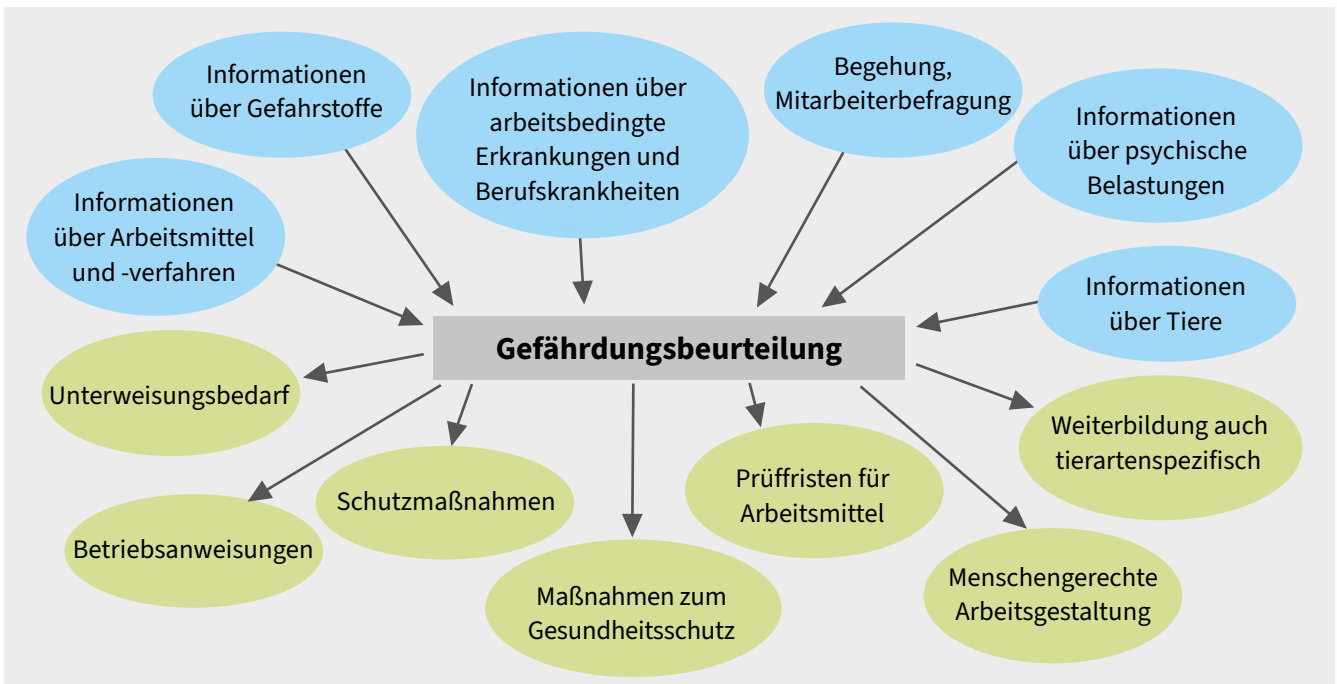 Informationen
über Gefahrstoffe
Informationen über
arbeitsbedingte
Erkrankungen und
Berufskrankheiten
Begehung,
Mitarbeiterbefragung
Informationen
über psychische
Belastungen
Informationen
über Arbeitsmittel
und -verfahren
Informationen
über Tiere
Gefährdungsbeurteilung
Unterweisungsbedarf
Betriebsanweisungen
Schutzmaßnahmen
Maßnahmen zum
Gesundheitsschutz
Prüffristen für
Arbeitsmittel
Menschengerechte
Arbeitsgestaltung
Weiterbildung auch
tierartenspezifisch